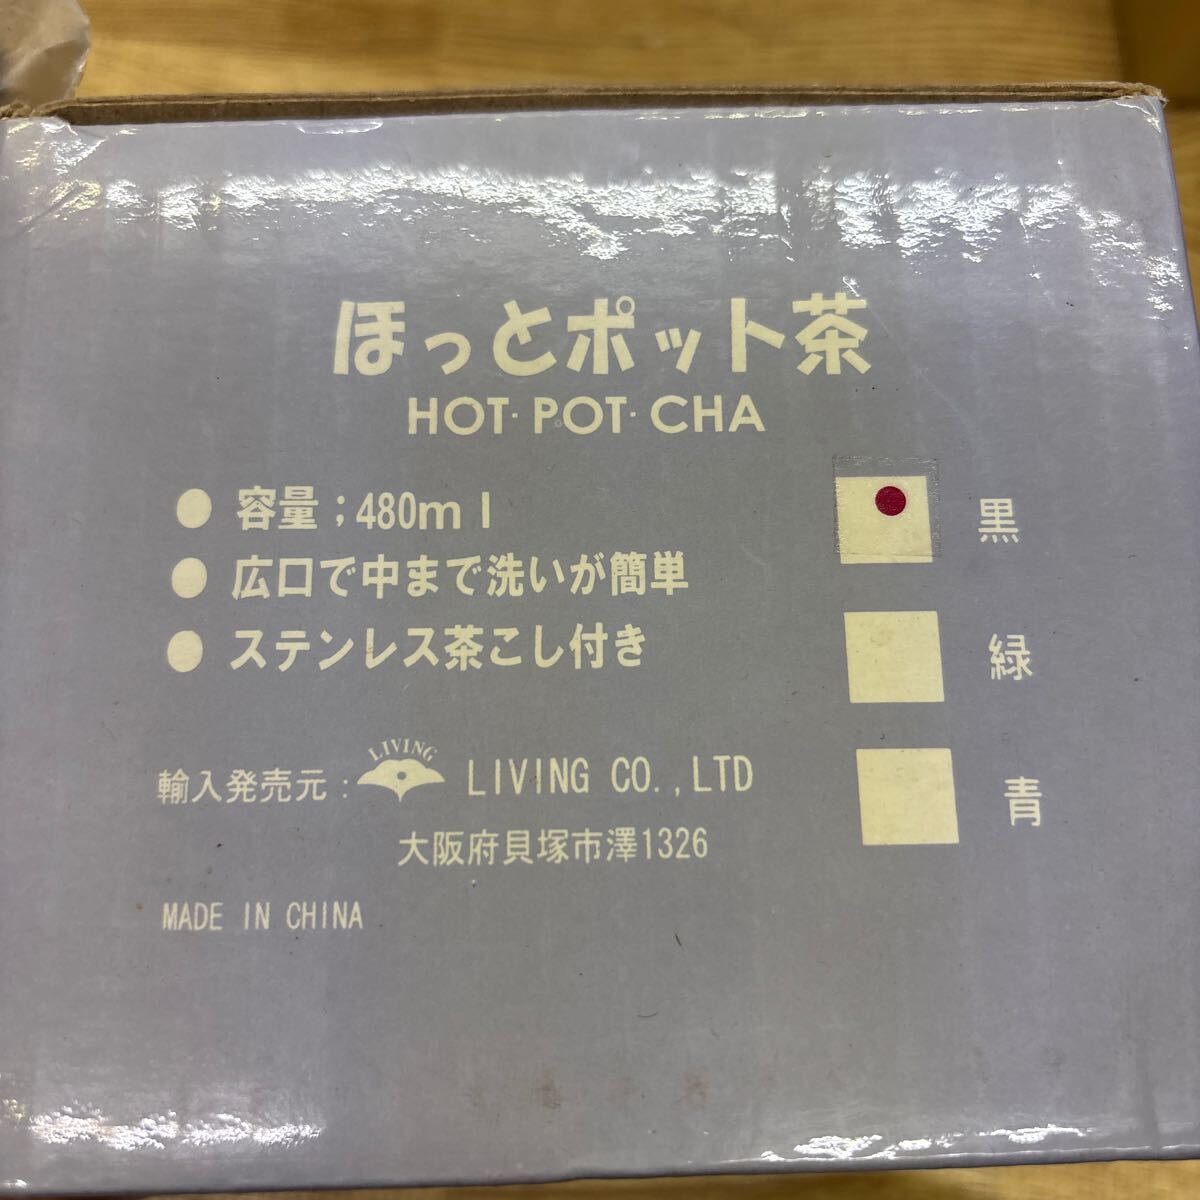 ほっとポット茶
HOT・POT・CHA
● 容量；480ml
● 広口で中まで洗いが簡単
● ステンレス茶こし付き
黒
緑
青
輸入発売元：LIVING LIVING CO.,LTD
大阪府貝塚市澤1326
MADE IN CHINA